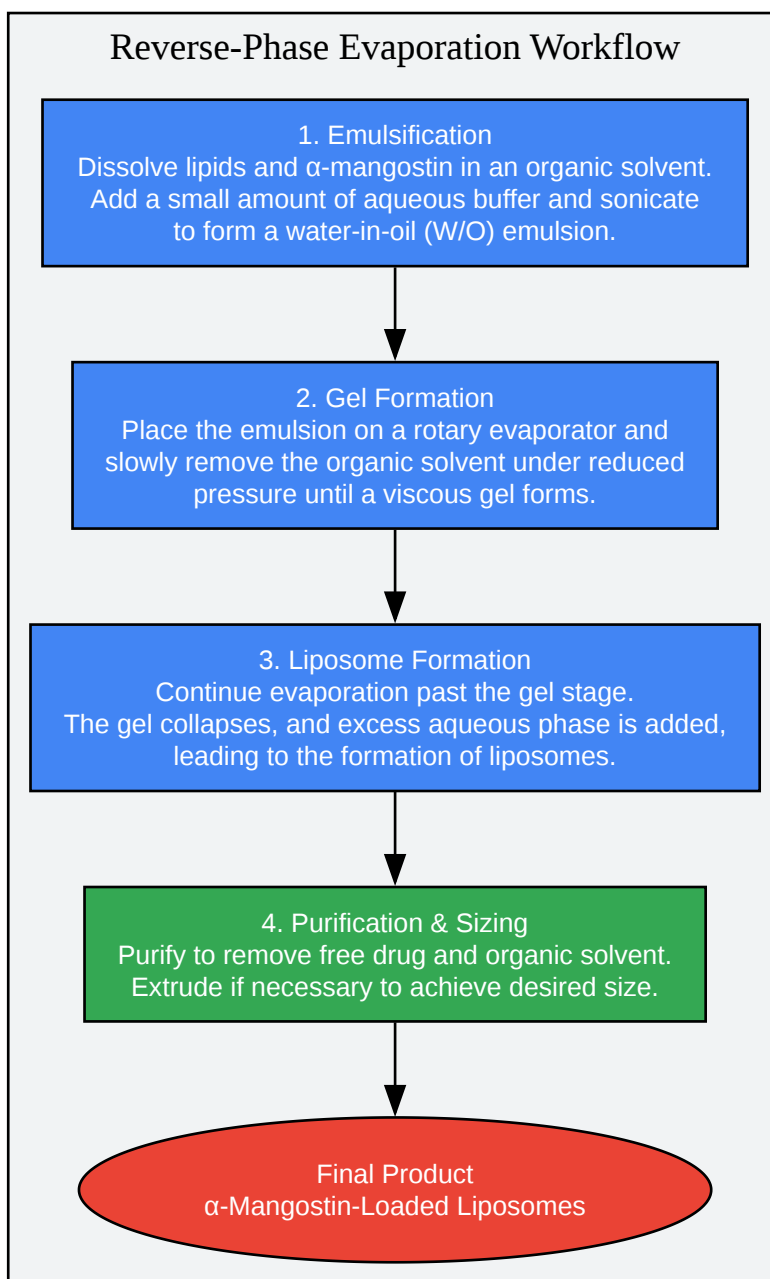 Reverse-Phase Evaporation Workflow
1. Emulsification
Dissolve lipids and α-mangostin in an organic solvent.
Add a small amount of aqueous buffer and sonicate
to form a water-in-oil (W/O) emulsion.
2. Gel Formation
Place the emulsion on a rotary evaporator and
slowly remove the organic solvent under reduced
pressure until a viscous gel forms.
3. Liposome Formation
Continue evaporation past the gel stage.
The gel collapses, and excess aqueous phase is added,
leading to the formation of liposomes.
4. Purification & Sizing
Purify to remove free drug and organic solvent.
Extrude if necessary to achieve desired size.
Final Product
α-Mangostin-Loaded Liposomes